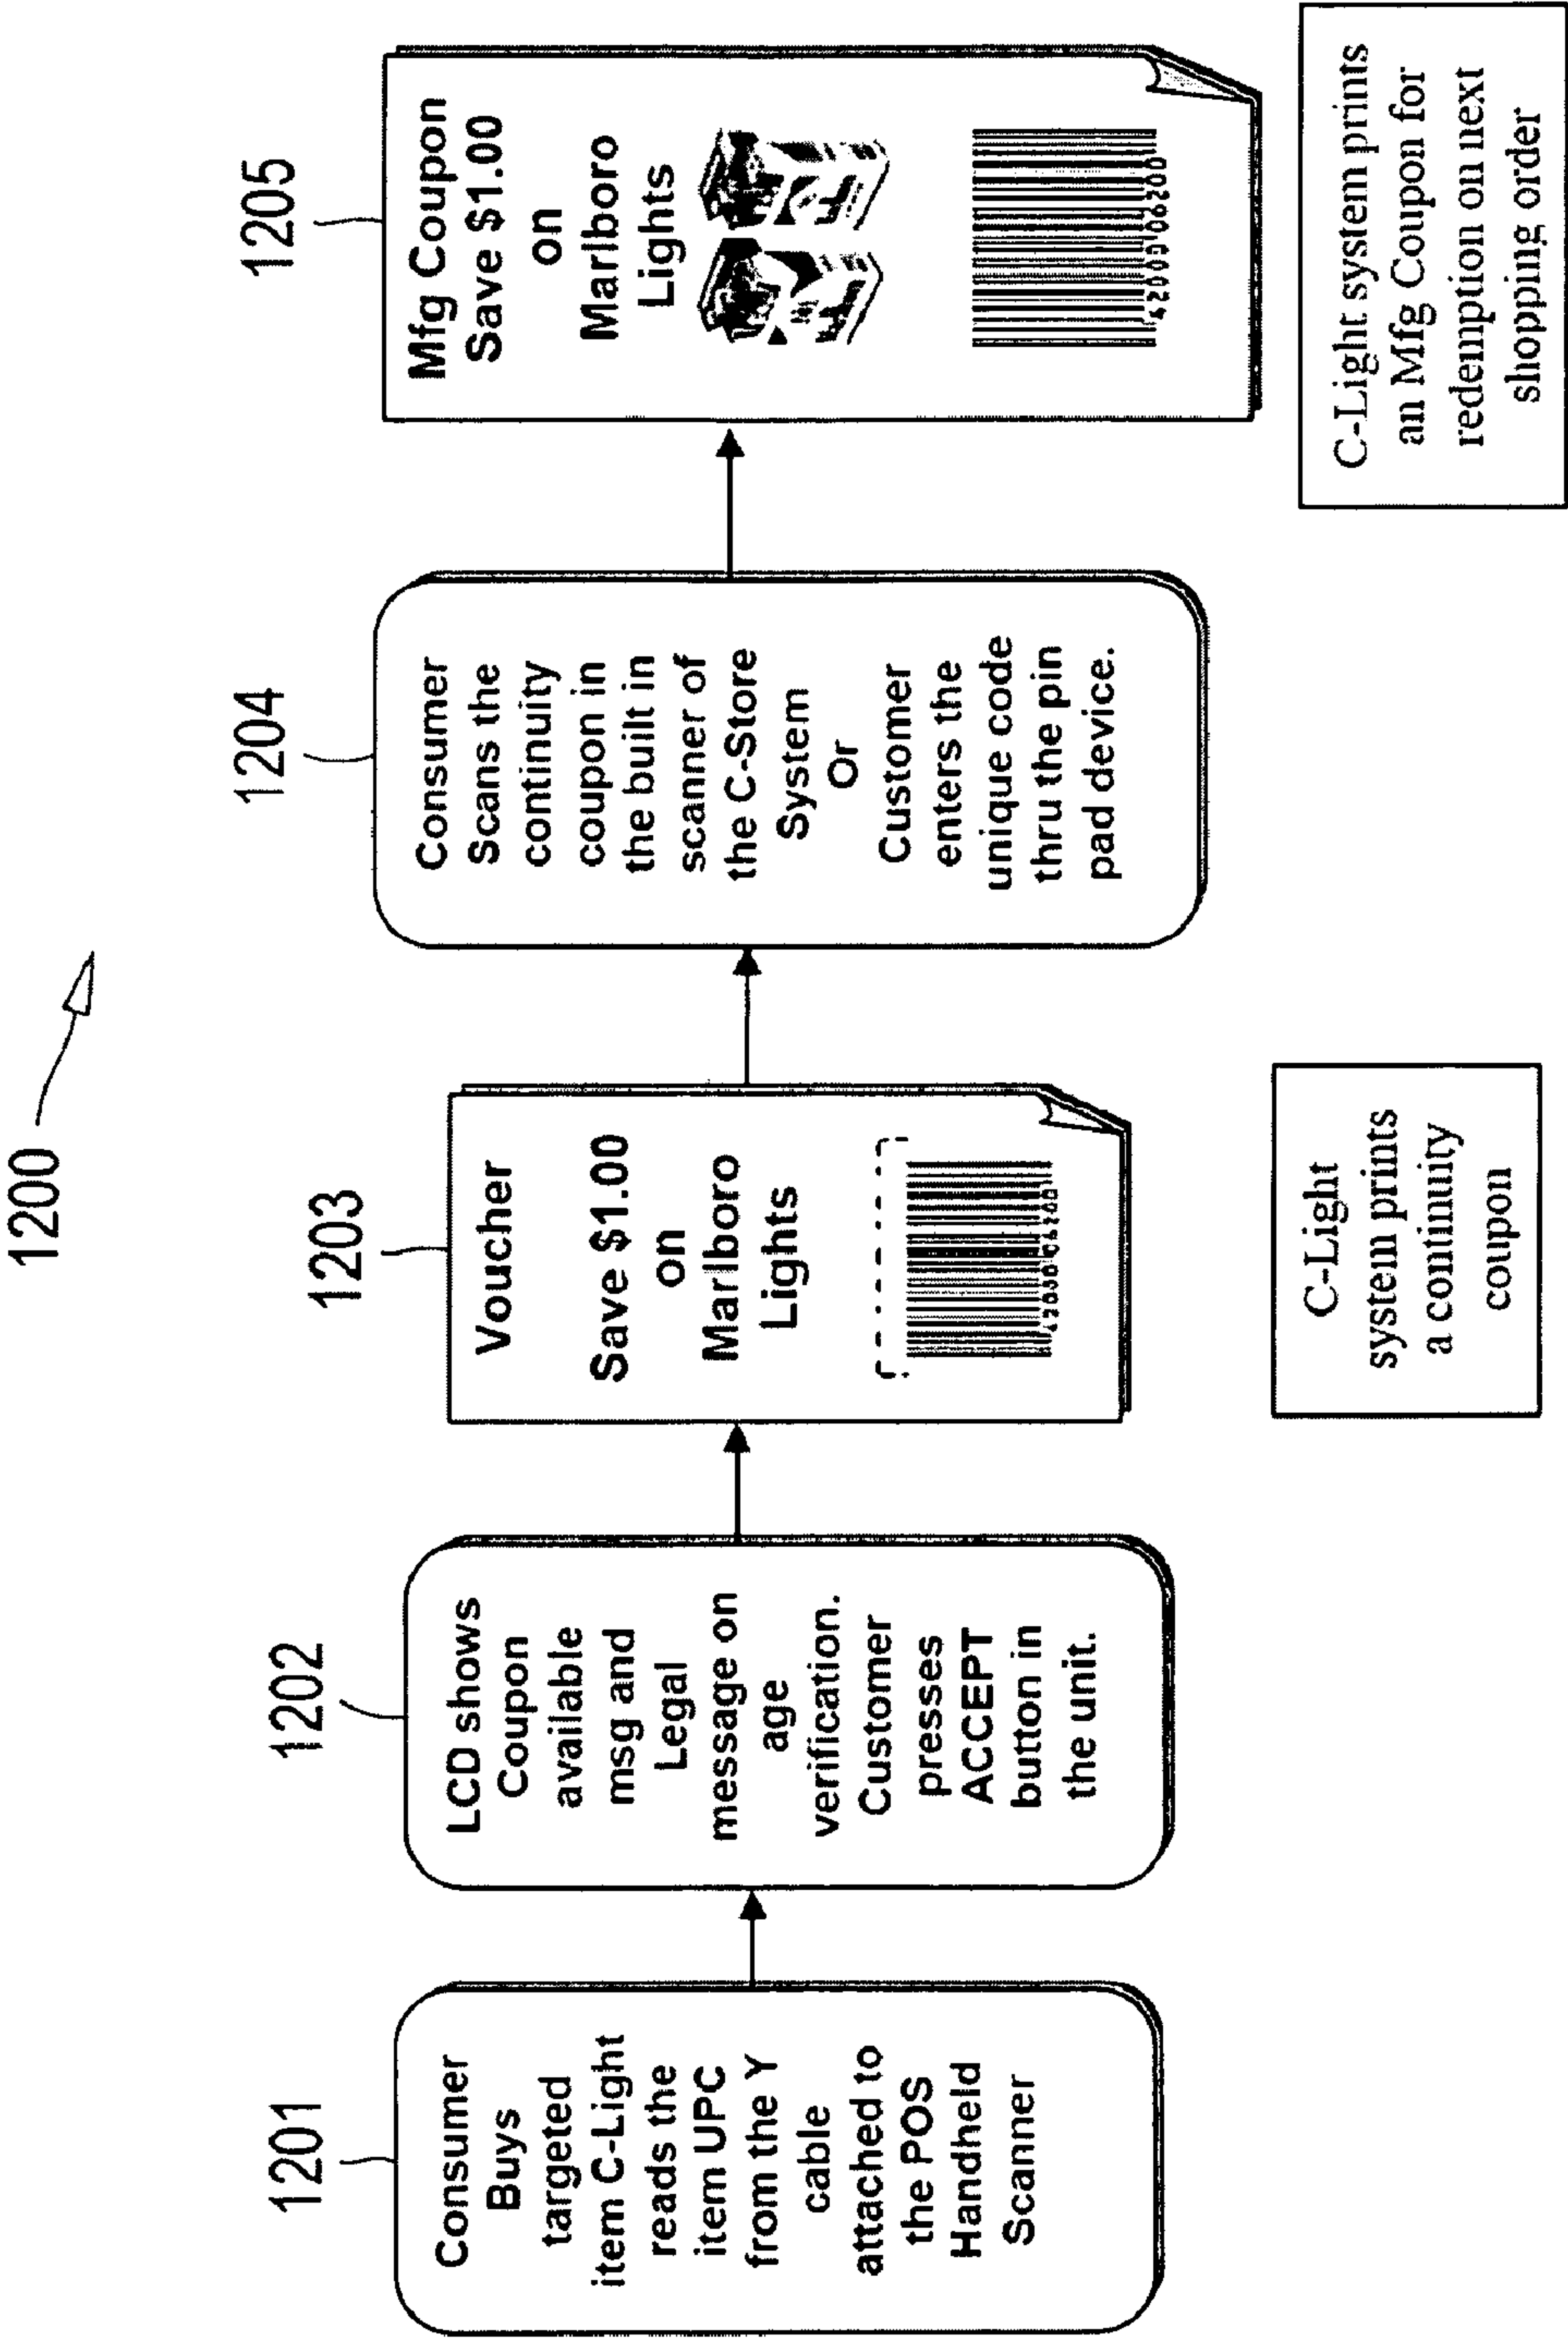 1200
1201
Consumer
Buys
targeted
item C-Light
reads the
item UPC
from the Y
cable
attached to
the POS
Handheld
Scanner
1202
LCD shows
Coupon
available
msg and
Legal
message on
age
verification.
Customer
presses
ACCEPT
button in
the unit.
1203
Voucher
Save $1.00
on
Marlboro
Lights
C-Light
system prints
a continuity
coupon
1204
Consumer
Scans the
continuity
coupon in
the built in
scanner of
the C-Store
System
Or
Customer
enters the
unique code
thru the pin
pad device.
1205
Mfg Coupon
Save $1.00
on
Marlboro
Lights
C-Light system prints
an Mfg Coupon for
redemption on next
shopping order